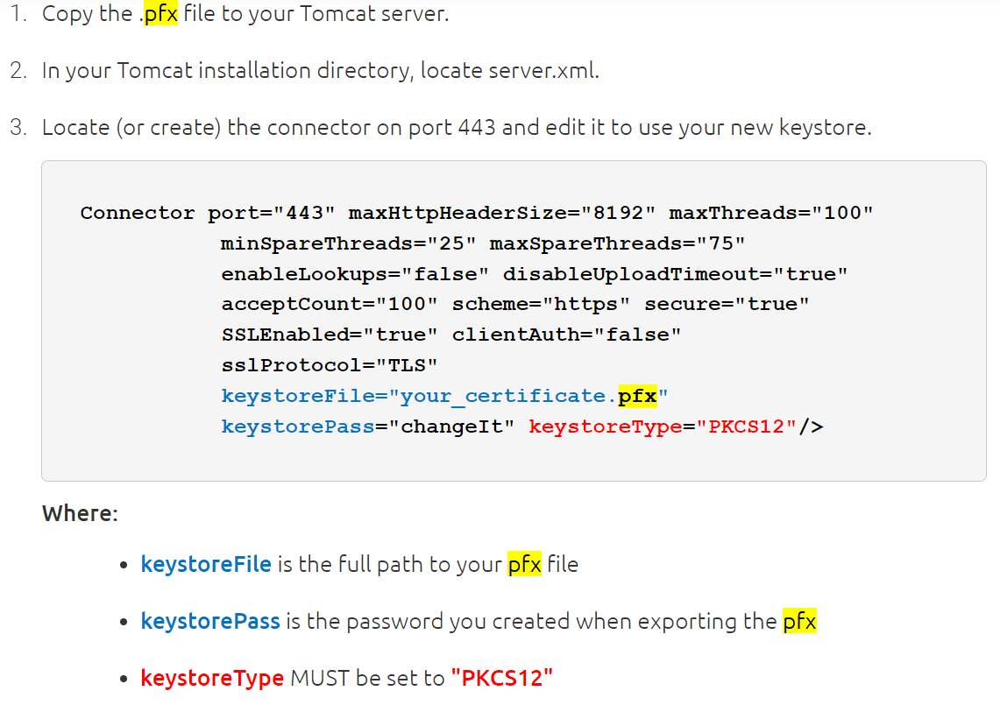 1. Copy the .pfx file to your Tomcat server.
2. In your Tomcat installation directory, locate server.xml.
3. Locate (or create) the connector on port 443 and edit it to use your new keystore.
Connector port="443" maxHttpHeaderSize="8192" maxThreads="100"
minSpareThreads="25" maxSpareThreads="75"
enableLookups="false" disableUploadTimeout="true"
acceptCount="100" scheme="https" secure="true"
SSLEnabled="true" clientAuth="false"
sslProtocol="TLS"
keystoreFile="your_certificate.pfx"
keystorePass="changeIt" keystoreType="PKCS12"/>
Where:
• keystoreFile is the full path to your pfx file
• keystorePass is the password you created when exporting the pfx
• keystoreType MUST be set to "PKCS12"